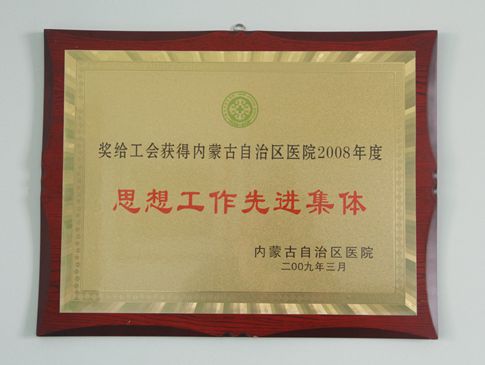 奖给工会获得内蒙古自治区医院2008年度
思想工作先进集体
内蒙古自治区医院
二00九年三月